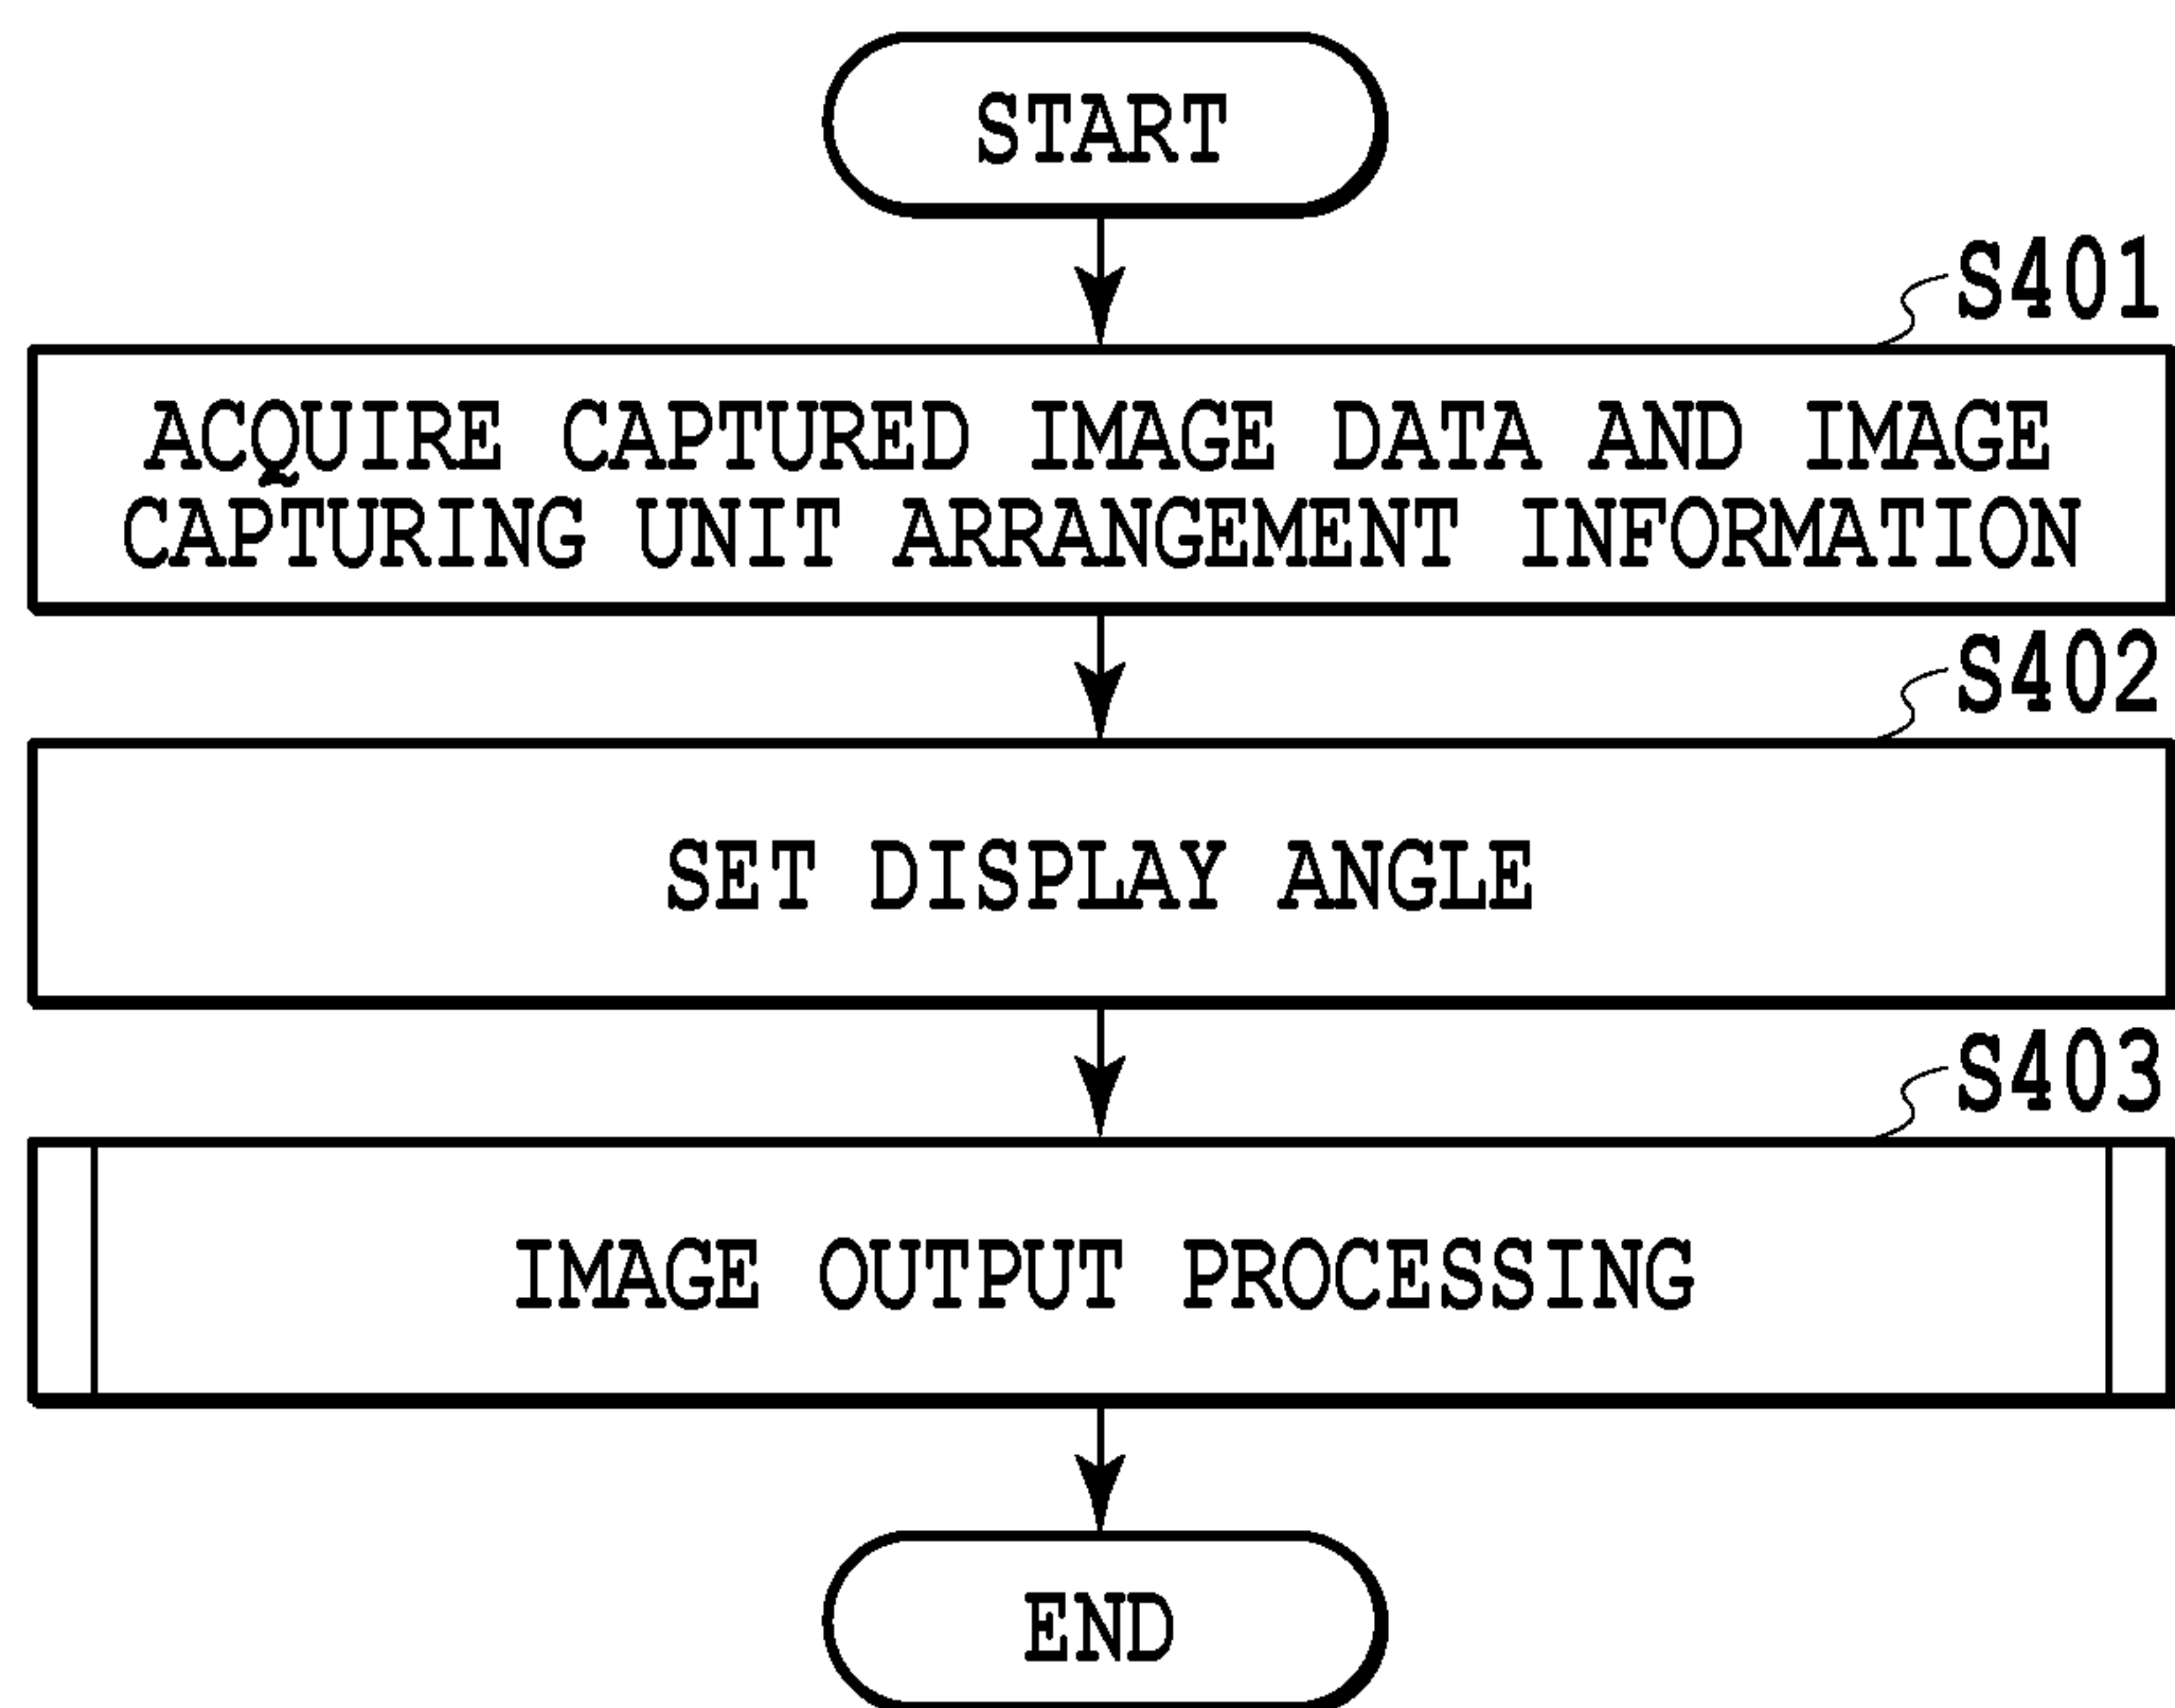 START
S401
ACQUIRE CAPTURED IMAGE DATA AND IMAGE
CAPTURING UNIT ARRANGEMENT INFORMATION
S402
SET DISPLAY ANGLE
S403
IMAGE OUTPUT PROCESSING
END